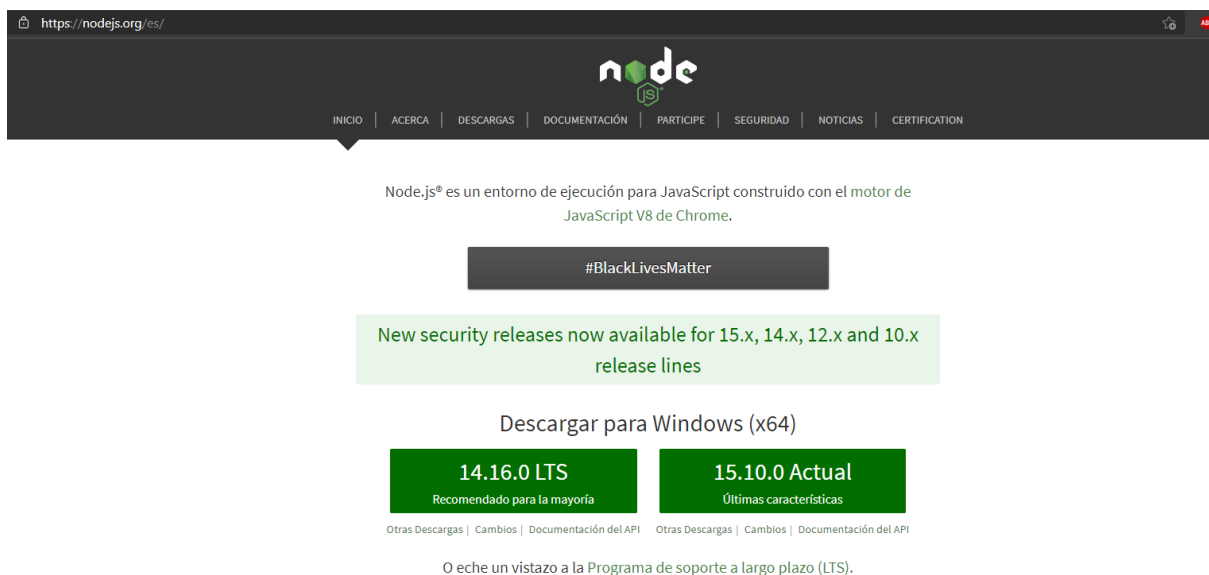 https://nodejs.org/es/
node
JS
INICIO | ACERCA | DESCARGAS | DOCUMENTACIÓN | PARTICIPE | SEGURIDAD | NOTICIAS | CERTIFICATION
Node.js® es un entorno de ejecución para JavaScript construido con el motor de
JavaScript V8 de Chrome.
#BlackLivesMatter
New security releases now available for 15.x, 14.x, 12.x and 10.x
release lines
Descargar para Windows (x64)
14.16.0 LTS
Recomendado para la mayoría
15.10.0 Actual
Últimas características
Otras Descargas | Cambios | Documentación del API
Otras Descargas | Cambios | Documentación del API
O eche un vistazo a la Programa de soporte a largo plazo (LTS).